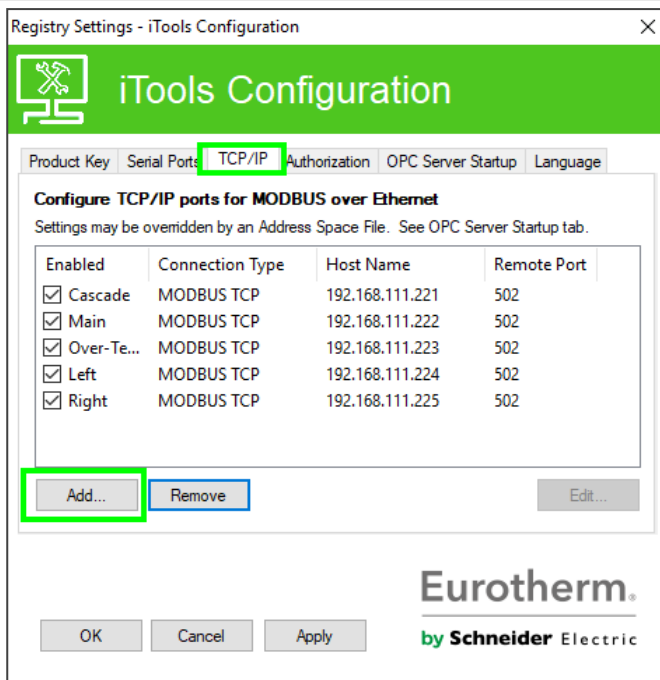 Registry Settings - iTools Configuration
iTools Configuration
Product Key Serial Ports TCP/IP Authorization OPC Server Startup Language
Configure TCP/IP ports for MODBUS over Ethernet
Settings may be overridden by an Address Space File. See OPC Server Startup tab.
Enabled Connection Type Host Name Remote Port
Cascade MODBUS TCP 192.168.111.221 502
Main MODBUS TCP 192.168.111.222 502
Over-Te... MODBUS TCP 192.168.111.223 502
Left MODBUS TCP 192.168.111.224 502
Right MODBUS TCP 192.168.111.225 502
Add... Remove Edit...
Eurotherm®
by Schneider Electric
OK Cancel Apply